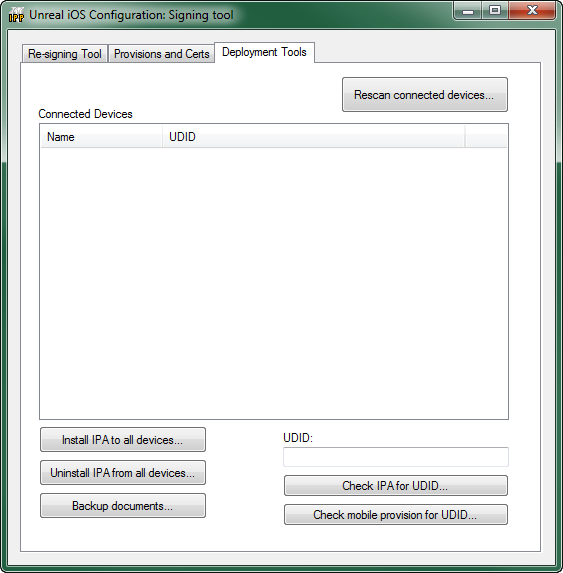 IPP Unreal iOS Configuration: Signing tool
Re-signing Tool Provisions and Certs Deployment Tools
Rescan connected devices...
Connected Devices
Name UDID
Install IPA to all devices...
UDID:
Uninstall IPA from all devices...
Check IPA for UDID...
Backup documents...
Check mobile provision for UDID...